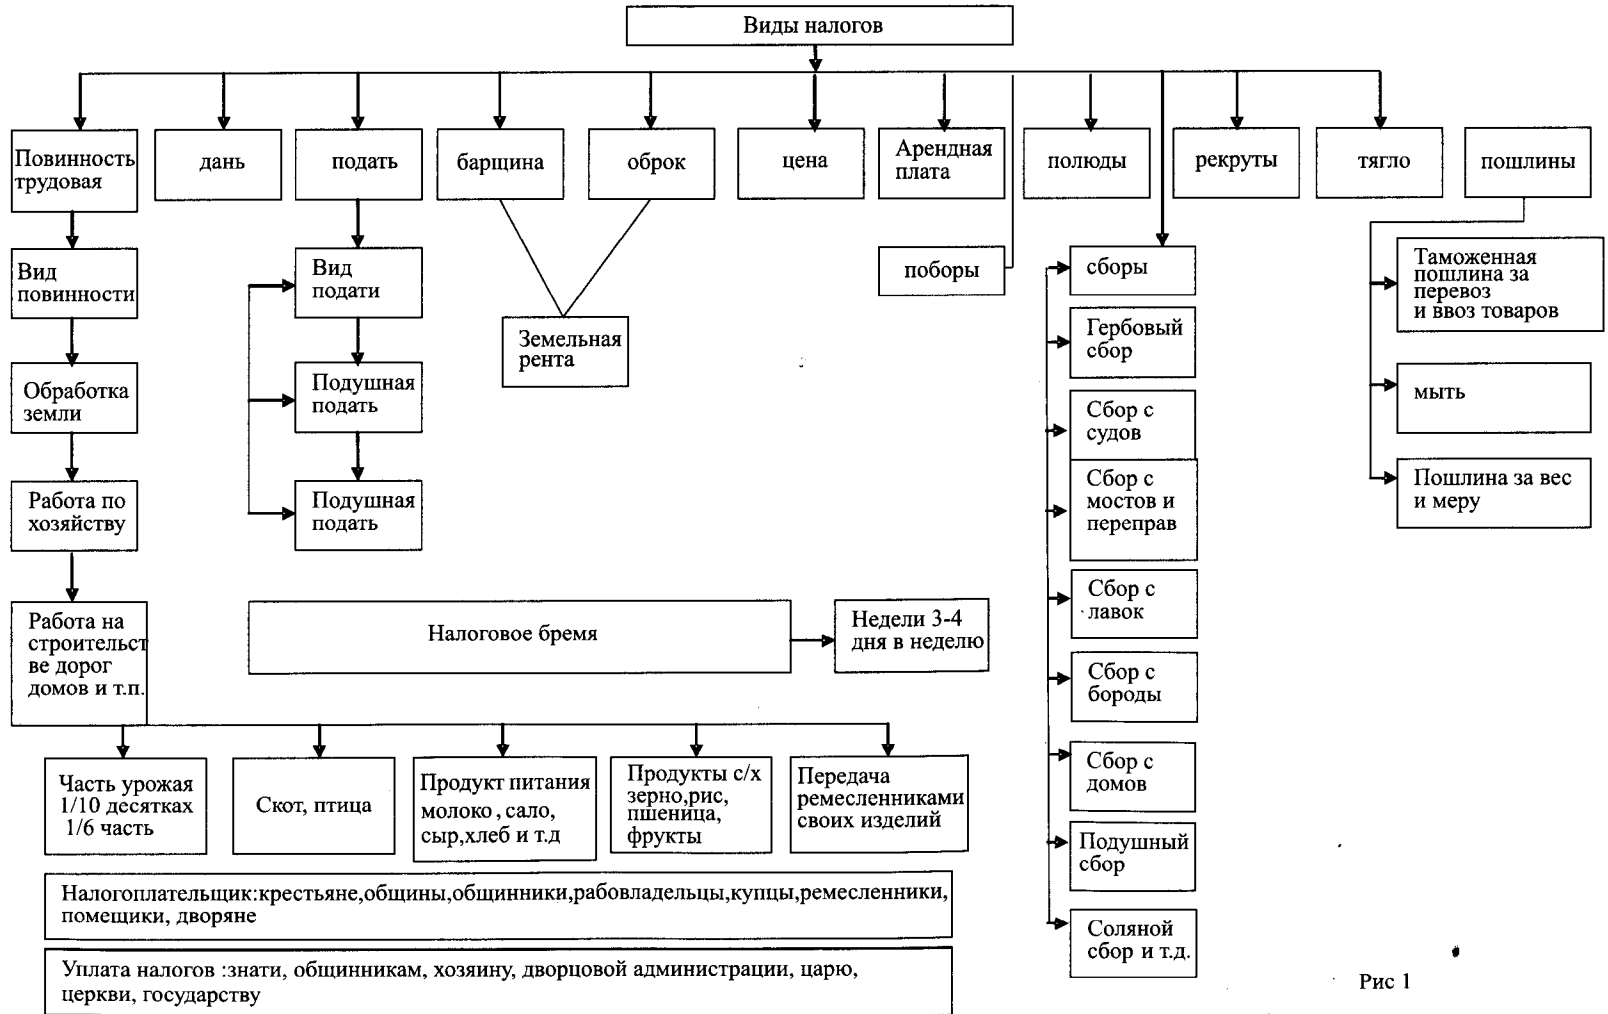 Виды налогов
Повинность
трудовая
дань
подать
барщина
оброк
цена
Арендная
плата
полюды
рекруты
тягло
пошлины
Вид
повинности
Вид
подати
поборы
сборы
Таможенная
пошлина за
перевоз
и ввоз товаров
Земельная
рента
Гербовый
сбор
Обработка
земли
Подушная
подать
мыть
Сбор с
судов
Работа по
хозяйству
Подушная
подать
Сбор с
мостов и
переправ
Пошлина за вес
и меру
Работа на
строительст
ве дорог
домов и т.п.
Налоговое бремя
Недели 3-4
дня в неделю
Сбор с
лавок
Сбор с
бороды
Сбор с
домов
Часть урожая
1/10 десятках
1/6 часть
Скот, птица
Продукт питания
молоко, сало,
сыр,хлеб и т.д
Продукты с/х
зерно,рис,
пшеница,
фрукты
Передача
ремесленниками
своих изделий
Подушный
сбор
Налогоплательщик:крестьяне,общины,общинники,рабовладельцы,купцы,ремесленники,
помещики, дворяне
Соляной
сбор и т.д.
Уплата налогов :знати, общинникам, хозяину, дворцовой администрации, царю,
церкви, государству
Рис 1